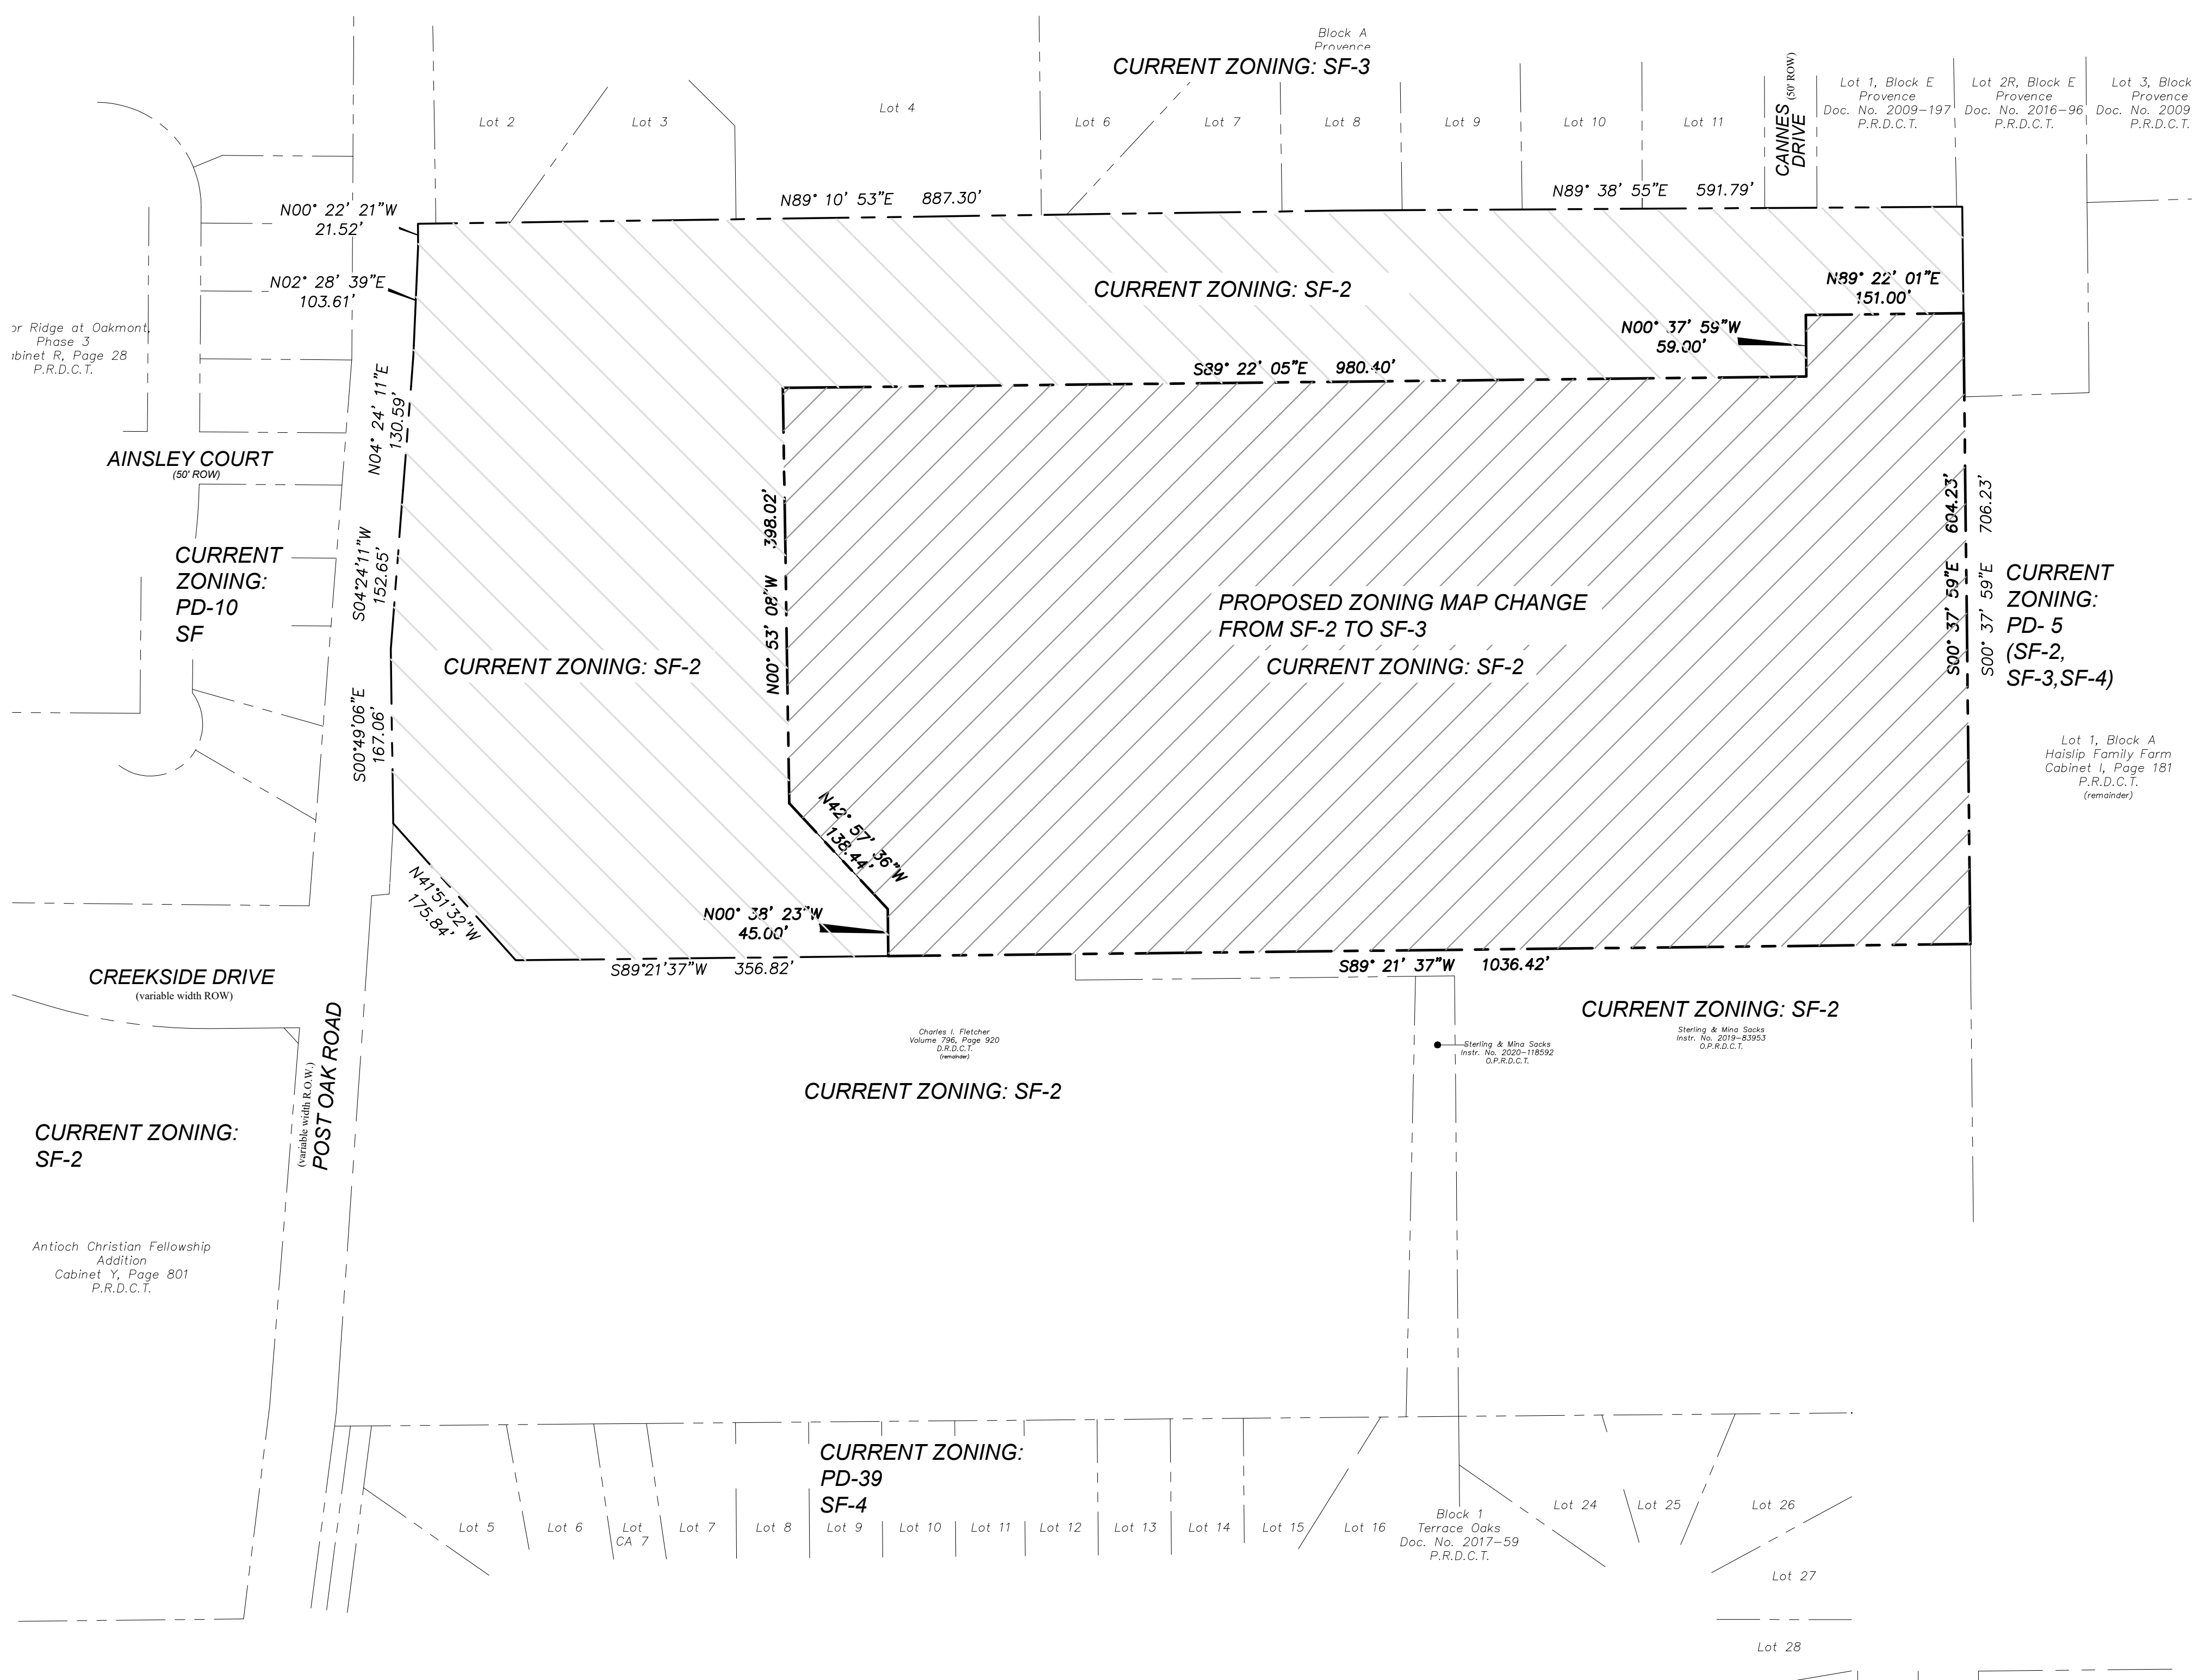 Block A
Provence
CURRENT ZONING: SF-3
CANNES
DRIVE
(50' ROW)
Lot 1, Block E
Provence
Doc. No. 2009-197
P.R.D.C.T.
Lot 2R, Block E
Provence
Doc. No. 2016-96
P.R.D.C.T.
Lot 3, Block
Provence
Doc. No. 2009
P.R.D.C.T.
Lot 2
Lot 3
Lot 4
Lot 6
Lot 7
Lot 8
Lot 9
Lot 10
Lot 11
N89° 10' 53"E 887.30'
N89° 38' 55"E 591.79'
N00° 22' 21"W
21.52'
N02° 28' 39"E
103.61'
CURRENT ZONING: SF-2
N89° 22' 01"E
151.00'
N00° 37' 59"W
59.00'
or Ridge at Oakmont,
Phase 3
abinet R, Page 28
P.R.D.C.T.
S89° 22' 05"E 980.40'
N04° 24' 11"E
130.59'
AINSLEY COURT
(50' ROW)
CURRENT
ZONING:
PD-10
SF
S04°24'11"W
152.65'
N00° 53' 08"W 398.02'
PROPOSED ZONING MAP CHANGE
FROM SF-2 TO SF-3
CURRENT ZONING: SF-2
CURRENT ZONING: SF-2
S00° 37' 59"E 604.23'
S00° 37' 59"E 706.23'
CURRENT
ZONING:
PD- 5
(SF-2,
SF-3,SF-4)
S00°49'06"E
167.06'
Lot 1, Block A
Haislip Family Farm
Cabinet I, Page 181
P.R.D.C.T.
(remainder)
N42° 57' 36"W
138.44'
N41°51'32"W
175.84'
N00° 38' 23"W
45.00'
S89°21'37"W 356.82'
S89° 21' 37"W 1036.42'
CREEKSIDE DRIVE
(variable width ROW)
POST OAK ROAD
(variable width R.O.W.)
CURRENT ZONING: SF-2
Sterling & Mina Sacks
Instr. No. 2019-83953
O.P.R.D.C.T.
Charles I. Fletcher
Volume 796, Page 920
D.R.D.C.T.
(remainder)
Sterling & Mina Sacks
Instr. No. 2020-118592
O.P.R.D.C.T.
CURRENT ZONING: SF-2
CURRENT ZONING:
SF-2
Antioch Christian Fellowship
Addition
Cabinet Y, Page 801
P.R.D.C.T.
CURRENT ZONING:
PD-39
SF-4
Lot 5
Lot 6
Lot
CA 7
Lot 7
Lot 8
Lot 9
Lot 10
Lot 11
Lot 12
Lot 13
Lot 14
Lot 15
Lot 16
Block 1
Terrace Oaks
Doc. No. 2017-59
P.R.D.C.T.
Lot 24
Lot 25
Lot 26
Lot 27
Lot 28